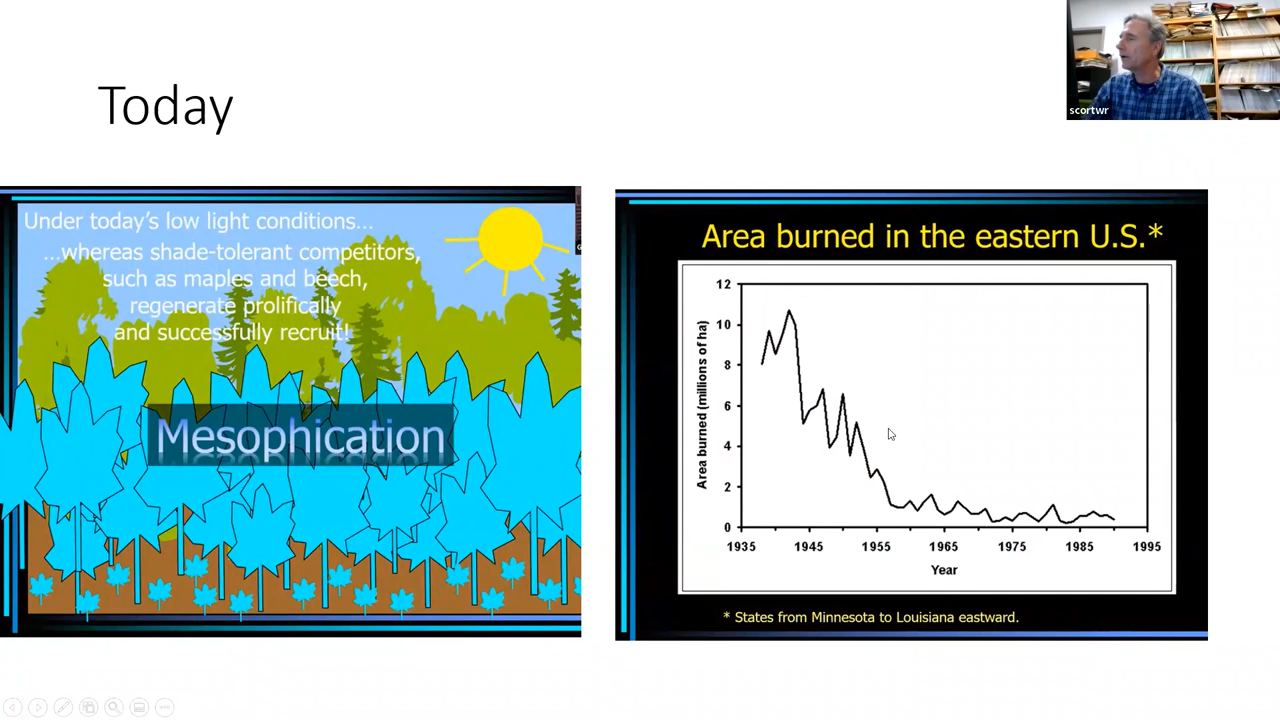 Today
scortwr
Under today's low light conditions...
...whereas shade-tolerant competitors,
such as maples and beech,
regenerate prolifically
and successfully recruit!
Mesophication
Area burned in the eastern U.S.*
Area burned (millions of ha)
12
10
8
6
4
2
0
1935 1945 1955 1965 1975 1985 1995
Year
* States from Minnesota to Louisiana eastward.